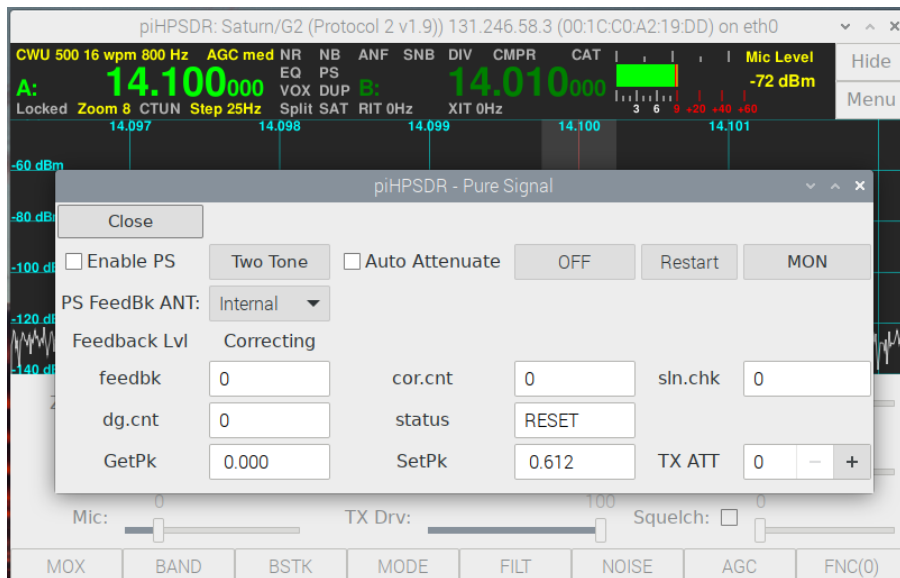 piHPSDR: Saturn/G2 (Protocol 2 v1.9)) 131.246.58.3 (00:1C:C0:A2:19:DD) on eth0
CWU 500 16 wpm 800 Hz AGC med NR NB ANF SNB DIV CMPR CAT Mic Level Hide
EQ PS
A: 14.100000 VOX DUP B: 14.010000 -72 dBm
Locked Zoom 8 CTUN Step 25Hz Split SAT RIT 0Hz XIT 0Hz 3 6 9 +20 +40 +60 Menu
14.097 14.098 14.099 14.100 14.101
-60 dBm
piHPSDR - Pure Signal
-80 dB
Close
-100 d
Enable PS Two Tone Auto Attenuate OFF Restart MON
PS FeedBk ANT: Internal
-120 d
Feedback Lvl Correcting
-140 d
feedbk 0 cor.cnt 0 sln.chk 0
dg.cnt 0 status RESET
GetPk 0.000 SetPk 0.612 TX ATT 0 − +
0 100 0
Mic: TX Drv: Squelch:
MOX BAND BSTK MODE FILT NOISE AGC FNC(0)